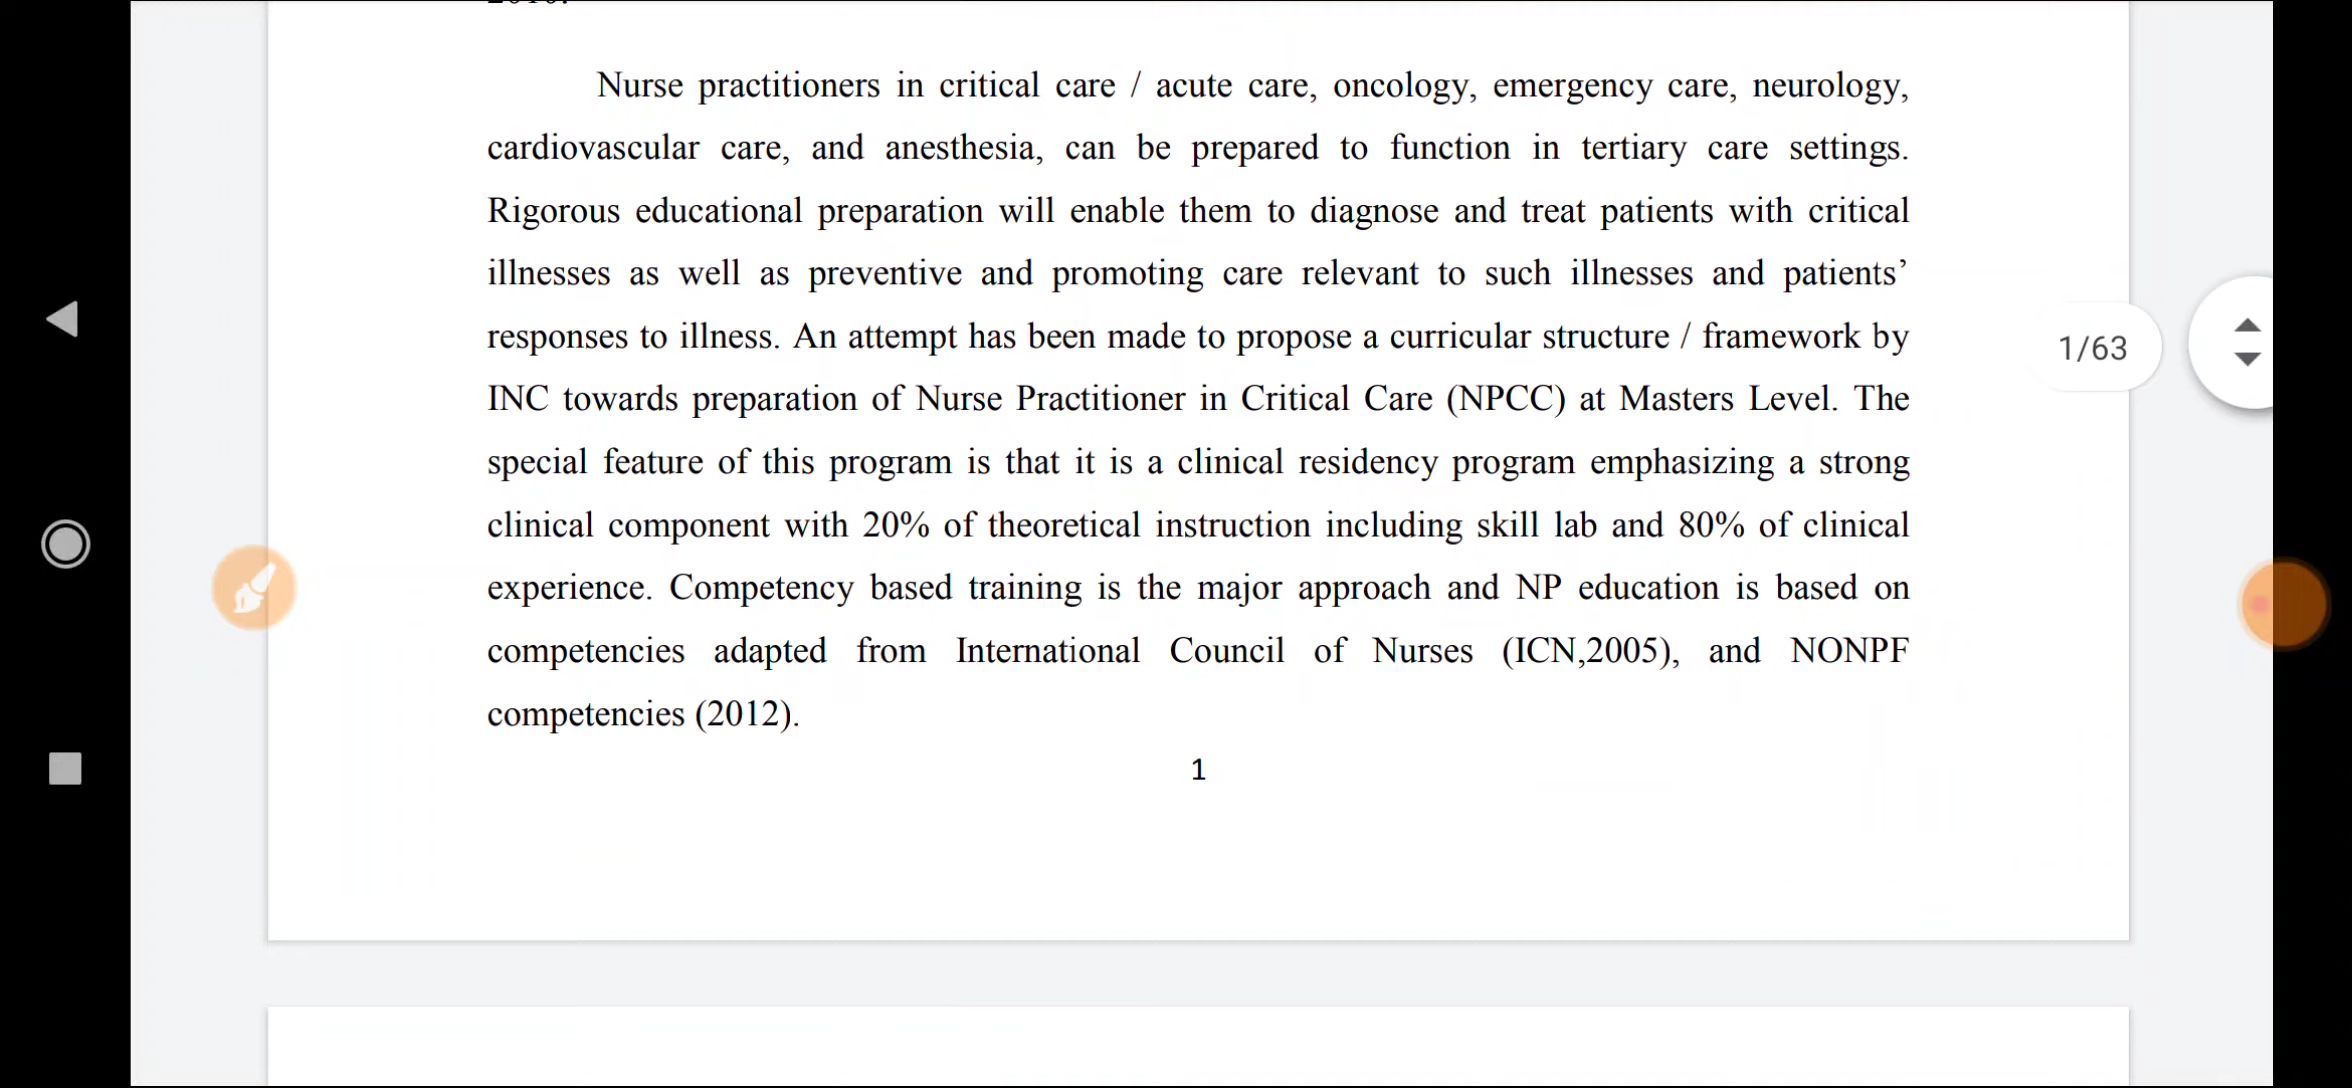 Nurse practitioners in critical care / acute care, oncology, emergency care, neurology,
cardiovascular care, and anesthesia, can be prepared to function in tertiary care settings.
Rigorous educational preparation will enable them to diagnose and treat patients with critical
illnesses as well as preventive and promoting care relevant to such illnesses and patients’
responses to illness. An attempt has been made to propose a curricular structure / framework by
INC towards preparation of Nurse Practitioner in Critical Care (NPCC) at Masters Level. The
special feature of this program is that it is a clinical residency program emphasizing a strong
clinical component with 20% of theoretical instruction including skill lab and 80% of clinical
experience. Competency based training is the major approach and NP education is based on
competencies adapted from International Council of Nurses (ICN,2005), and NONPF
competencies (2012).
1
1/63